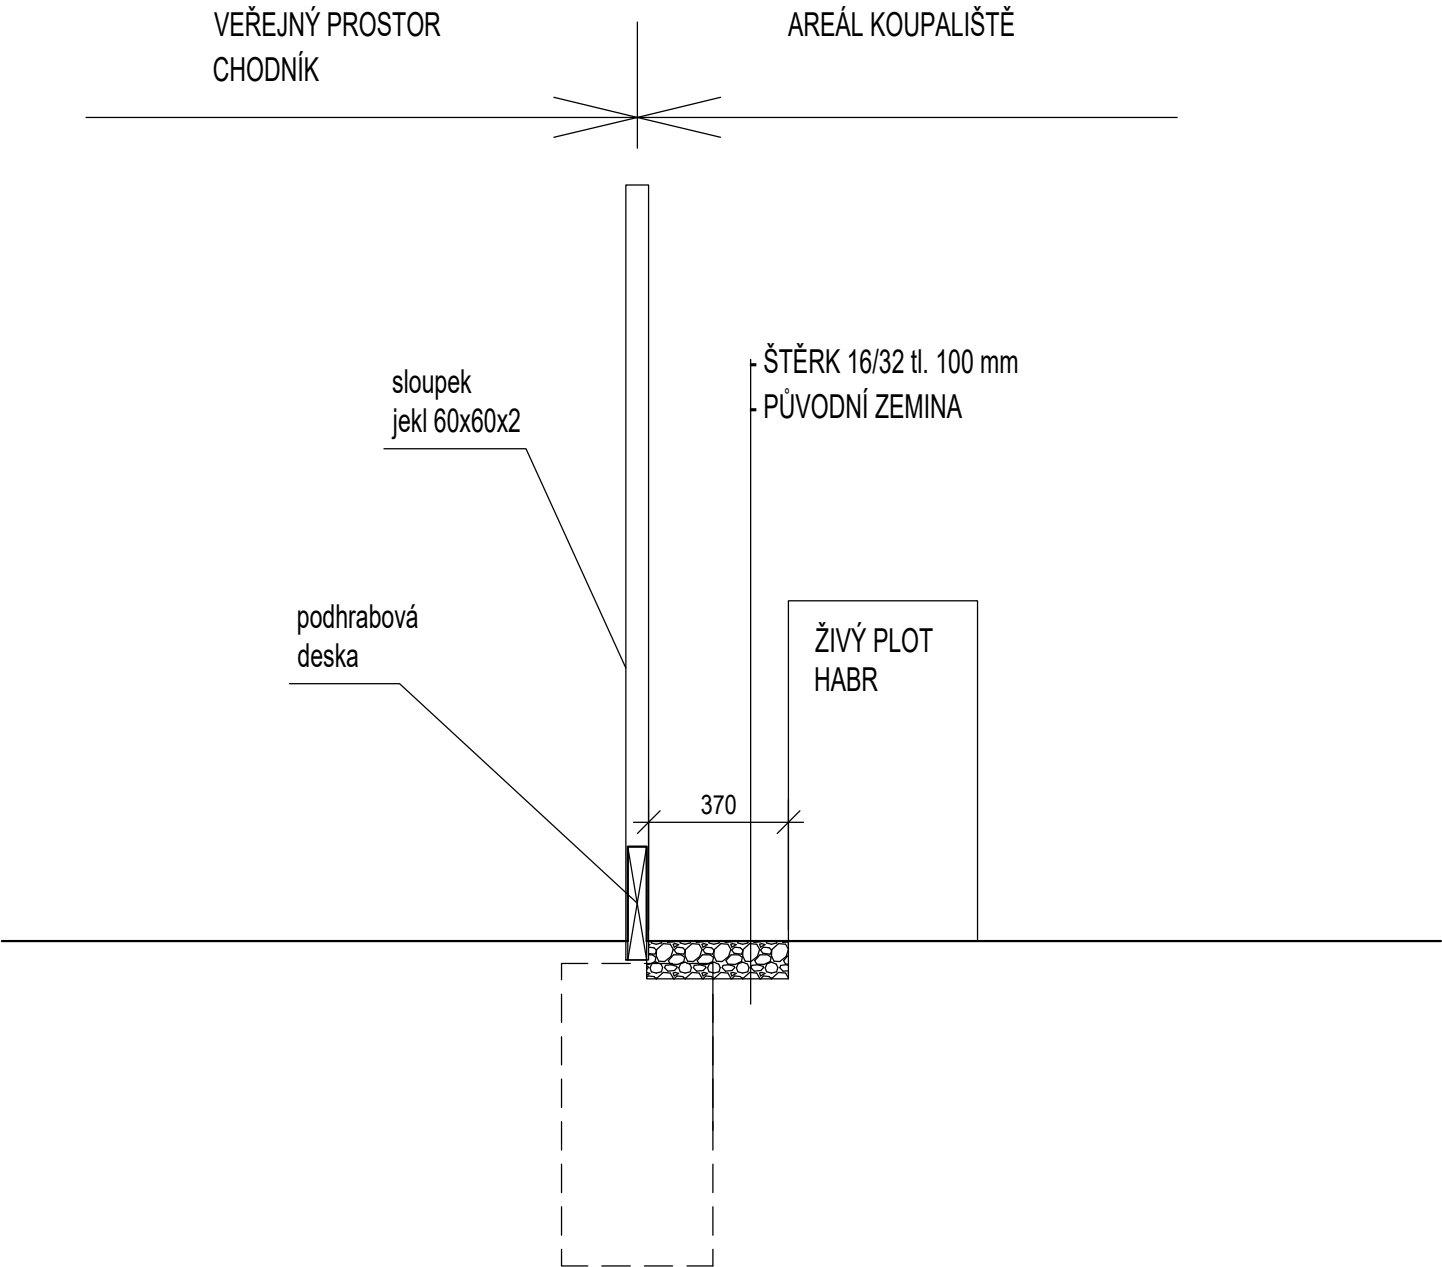 VEŘEJNÝ PROSTOR
CHODNÍK
AREÁL KOUPALIŠTĚ
sloupek
jekl 60x60x2
- ŠTĚRK 16/32 tl. 100 mm
- PŮVODNÍ ZEMINA
podhrabová
deska
ŽIVÝ PLOT
HABR
370